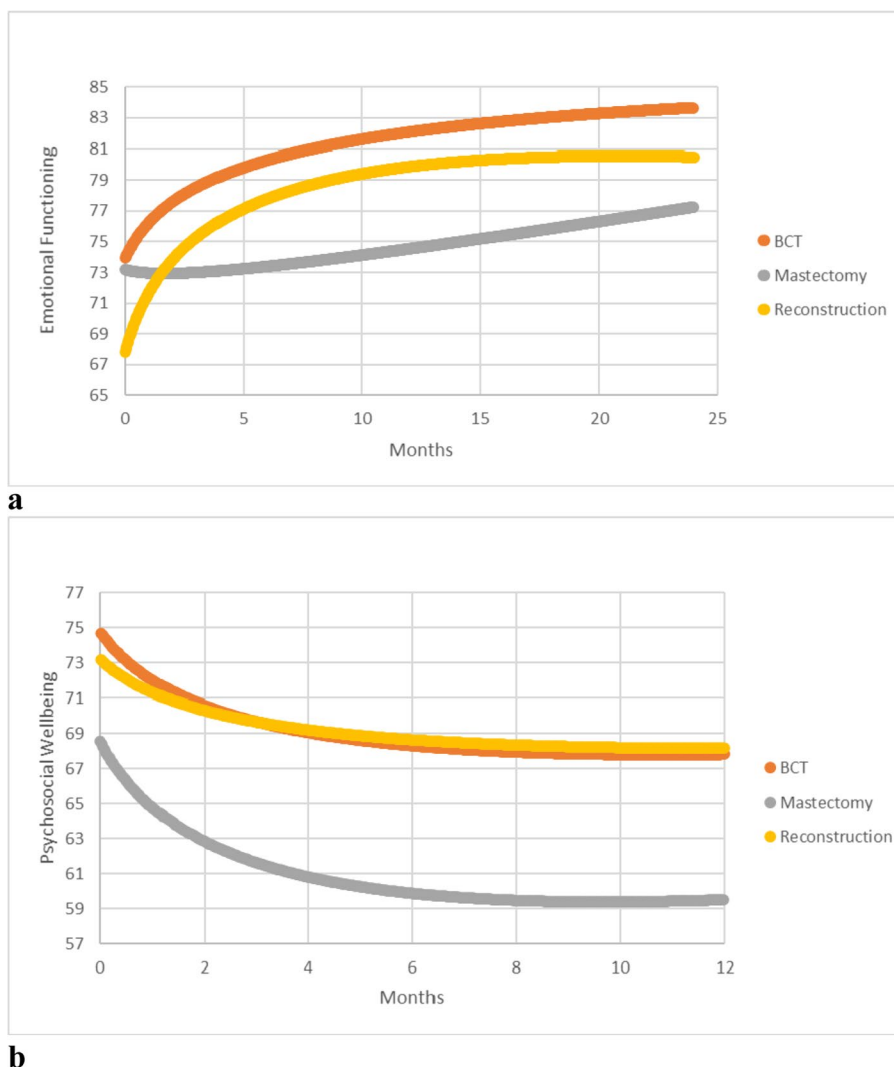 85
83
81
79
77
75
73
71
69
67
65
Emotional Functioning
0 5 10 15 20 25
Months
BCT
Mastectomy
Reconstruction
a
77
75
73
71
69
67
65
63
61
59
57
Psychosocial Wellbeing
0 2 4 6 8 10 12
Months
BCT
Mastectomy
Reconstruction
b